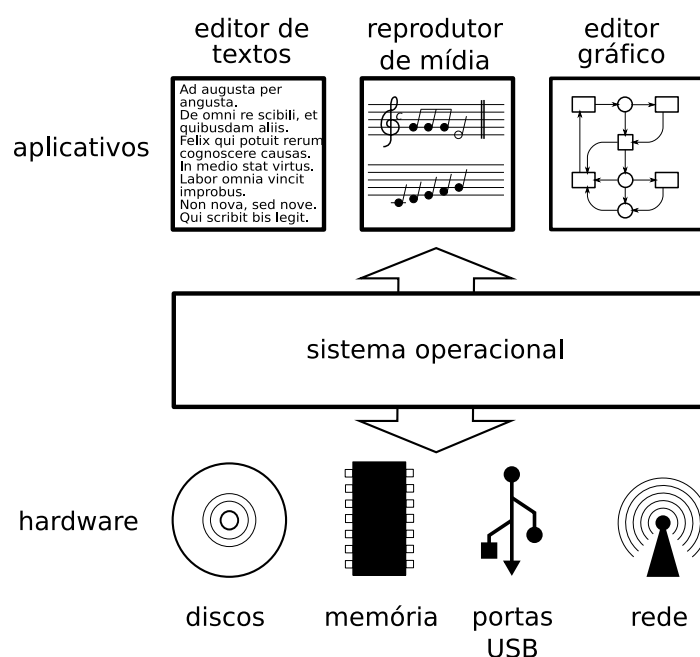 editor de
textos
reprodutor
de mídia
editor
gráfico
aplicativos
Ad augusta per
angusta.
De omni re scibili, et
quibusdam aliis.
Felix qui potuit rerum
cognoscere causas.
In medio stat virtus.
Labor omnia vincit
improbus.
Non nova, sed nove.
Qui scribit bis legit.
sistema operacional
hardware
discos
memória
portas
USB
rede